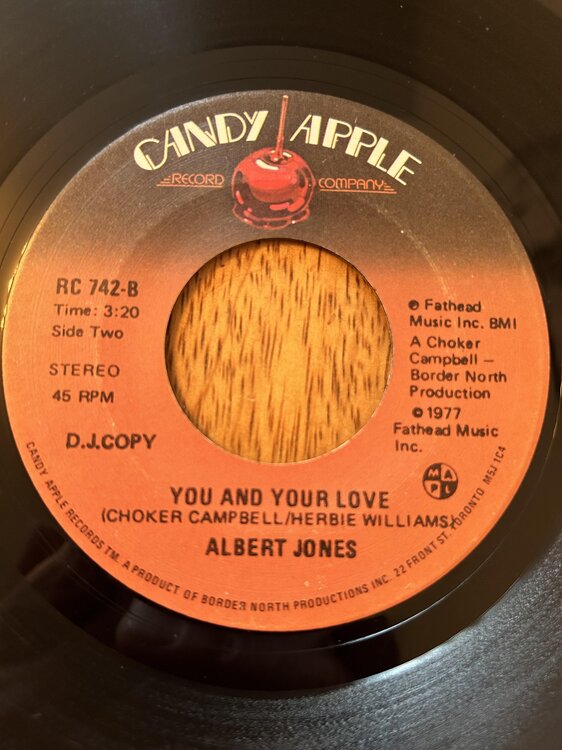 CANDY APPLE
RECORD COMPANY
RC 742-B
Time: 3:20
Side Two
STEREO
45 RPM
D.J.COPY
℗ Fathead
Music Inc. BMI
A Choker
Campbell —
Border North
Production
© 1977
Fathead Music
Inc.
M A
P L
YOU AND YOUR LOVE
(CHOKER CAMPBELL/HERBIE WILLIAMS)
ALBERT JONES
CANDY APPLE RECORDS TM. A PRODUCT OF BORDER NORTH PRODUCTIONS INC. 22 FRONT ST. TORONTO M5J 1C4